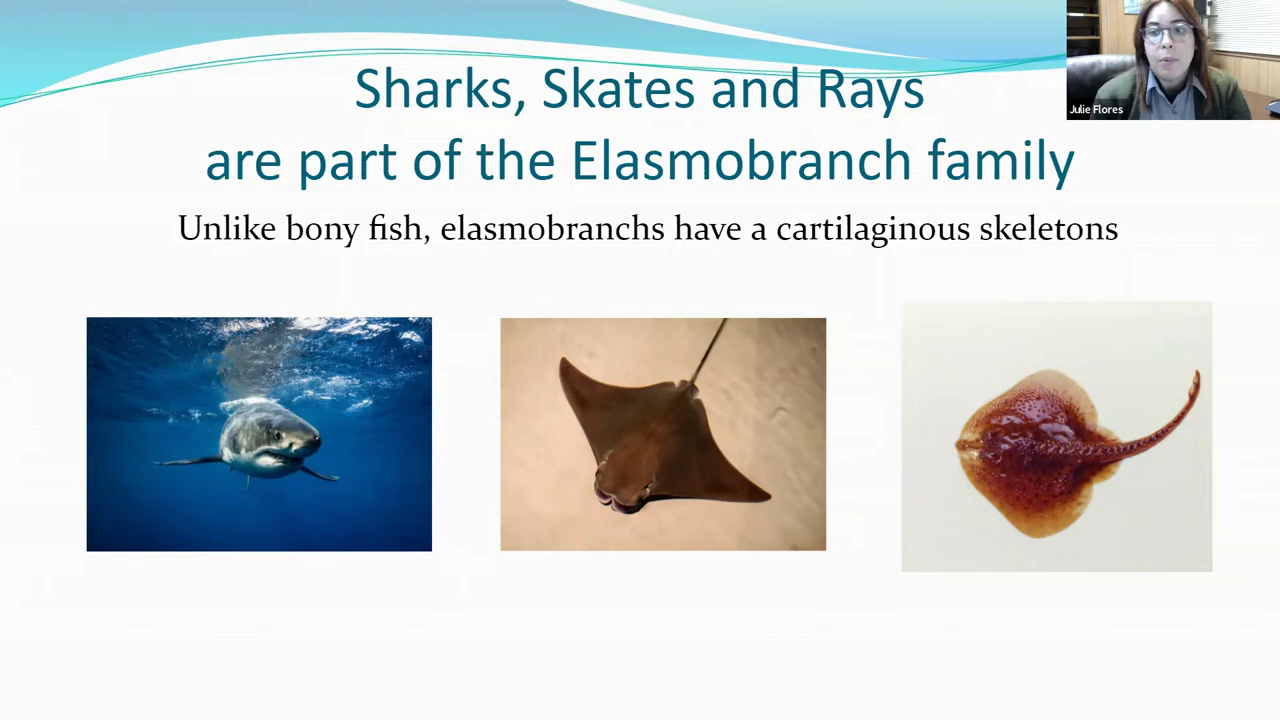 Sharks, Skates and Rays
are part of the Elasmobranch family
Unlike bony fish, elasmobranchs have a cartilaginous skeletons
Julie Flores